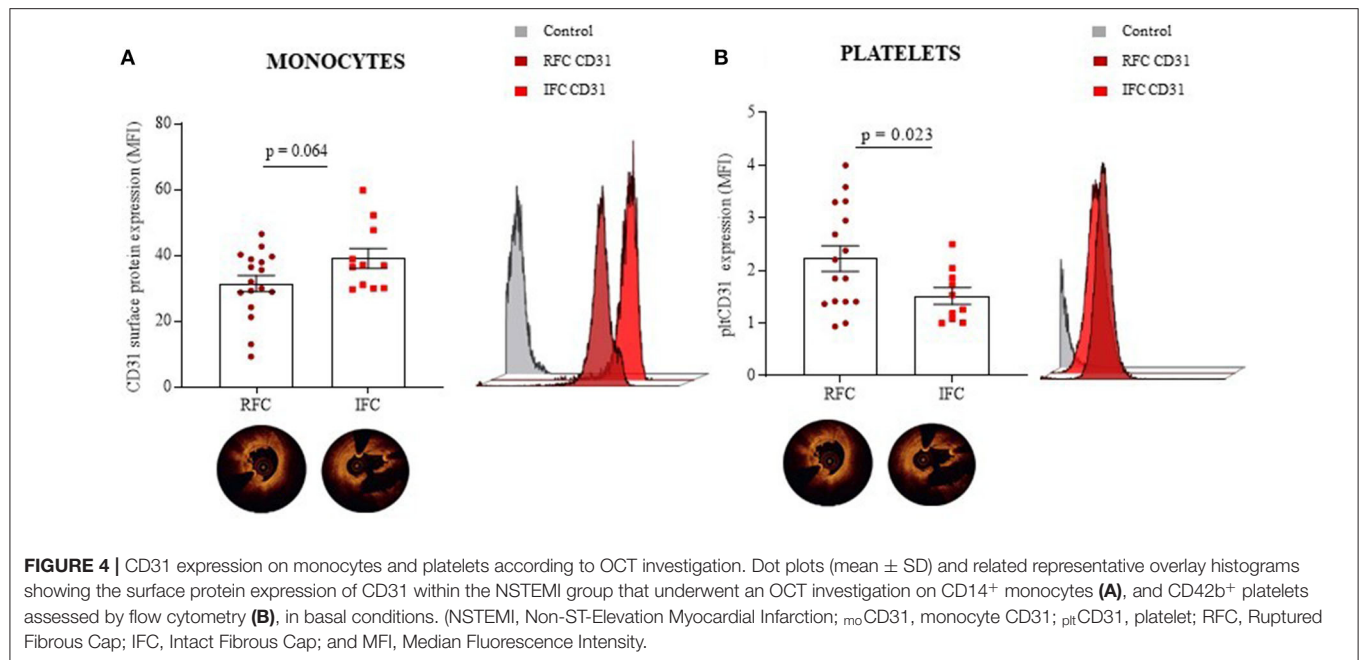 A
MONOCYTES
Control
RFC CD31
IFC CD31
CD31 surface protein expression (MFI)
80
60
40
20
0
p = 0.064
RFC
IFC
B
PLATELETS
Control
RFC CD31
IFC CD31
pltCD31 expression (MFI)
5
4
3
2
1
0
p = 0.023
RFC
IFC
FIGURE 4 | CD31 expression on monocytes and platelets according to OCT investigation. Dot plots (mean ± SD) and related representative overlay histograms
showing the surface protein expression of CD31 within the NSTEMI group that underwent an OCT investigation on CD14+ monocytes (A), and CD42b+ platelets
assessed by flow cytometry (B), in basal conditions. (NSTEMI, Non-ST-Elevation Myocardial Infarction; moCD31, monocyte CD31; pltCD31, platelet; RFC, Ruptured
Fibrous Cap; IFC, Intact Fibrous Cap; and MFI, Median Fluorescence Intensity.